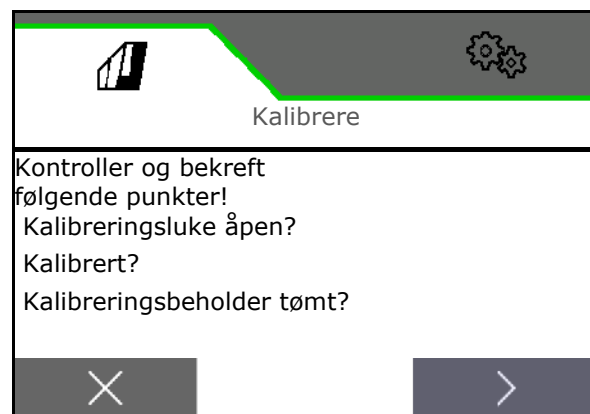 Kalibrere
Kontroller og bekreft
følgende punkter!
Kalibreringsluke åpen?
Kalibrert?
Kalibreringsbeholder tømt?